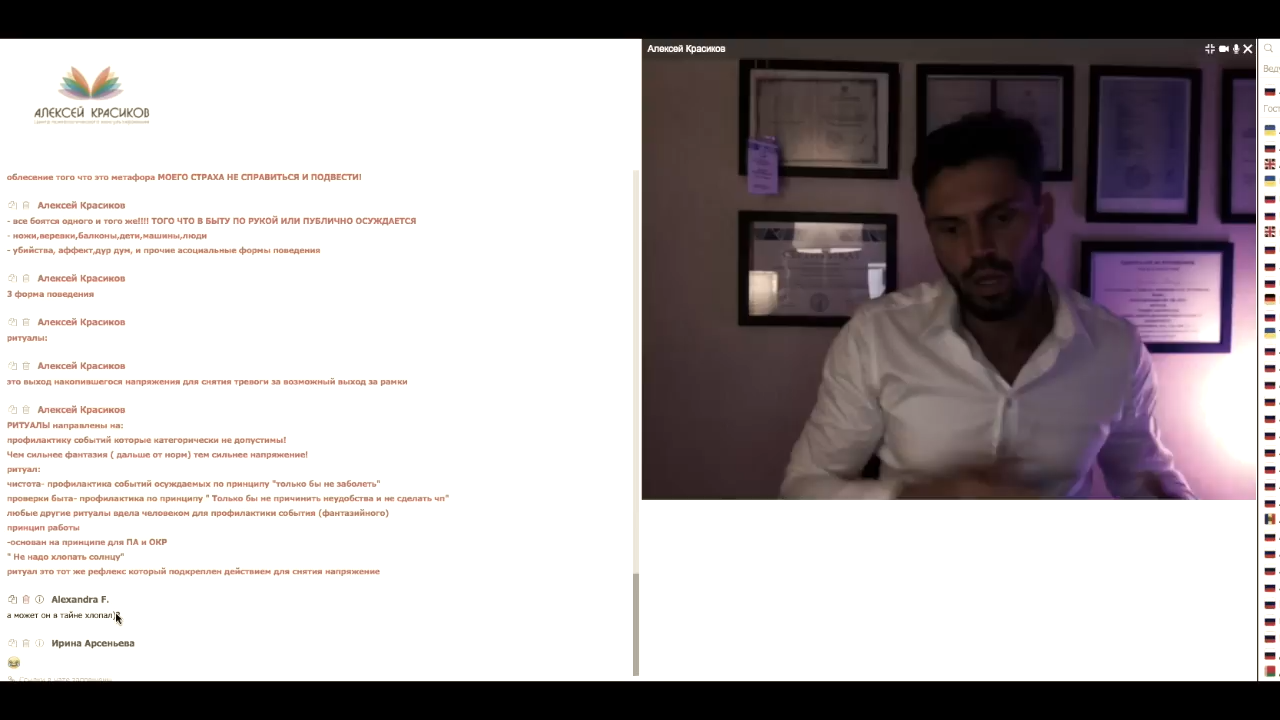 Алексей Красиков
АЛЕКСЕЙ КРАСИКОВ
облесение того что это метафора МОЕГО СТРАХА НЕ СПРАВИТЬСЯ И ПОДВЕСТИ!
Алексей Красиков
- все боятся одного и того же!!!! ТОГО ЧТО В БЫТУ ПО РУКОЙ ИЛИ ПУБЛИЧНО ОСУЖДАЕТСЯ
- ножи,веревки,балконы,дети,машины,люди
- убийства, аффект,дур дум, и прочие асоциальные формы поведения
Алексей Красиков
3 форма поведения
Алексей Красиков
ритуалы:
Алексей Красиков
это выход накопившегося напряжения для снятия тревоги за возможный выход за рамки
Алексей Красиков
РИТУАЛЫ направлены на:
профилактику событий которые категорически не допустимы!
Чем сильнее фантазия ( дальше от норм) тем сильнее напряжение!
ритуал:
чистота- профилактика событий осуждаемых по принципу "только бы не заболеть"
проверки быта- профилактика по принципу " Только бы не причинить неудобства и не сделать чп"
любые другие ритуалы вдела человеком для профилактики события (фантазийного)
принцип работы
-основан на принципе для ПА и ОКР
" Не надо хлопать солнцу"
ритуал это тот же рефлекс который подкреплен действием для снятия напряжение
Alexandra F.
а может он в тайне хлопал)?
Ирина Арсеньева
Вед
Гост